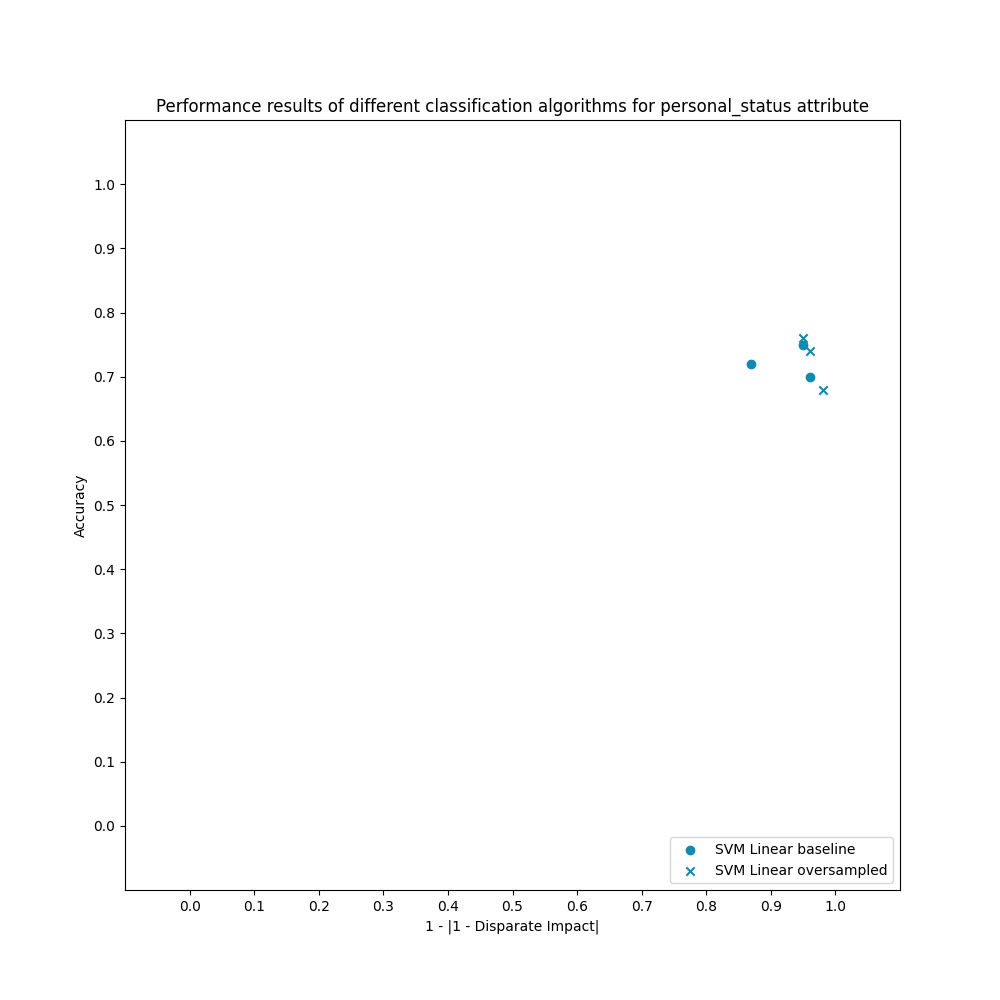 Performance results of different classification algorithms for personal_status attribute
1.0
0.9
0.8
0.7
0.6
0.5
0.4
0.3
0.2
0.1
0.0
Accuracy
SVM Linear baseline
SVM Linear oversampled
0.0 0.1 0.2 0.3 0.4 0.5 0.6 0.7 0.8 0.9 1.0
1 - |1 - Disparate Impact|